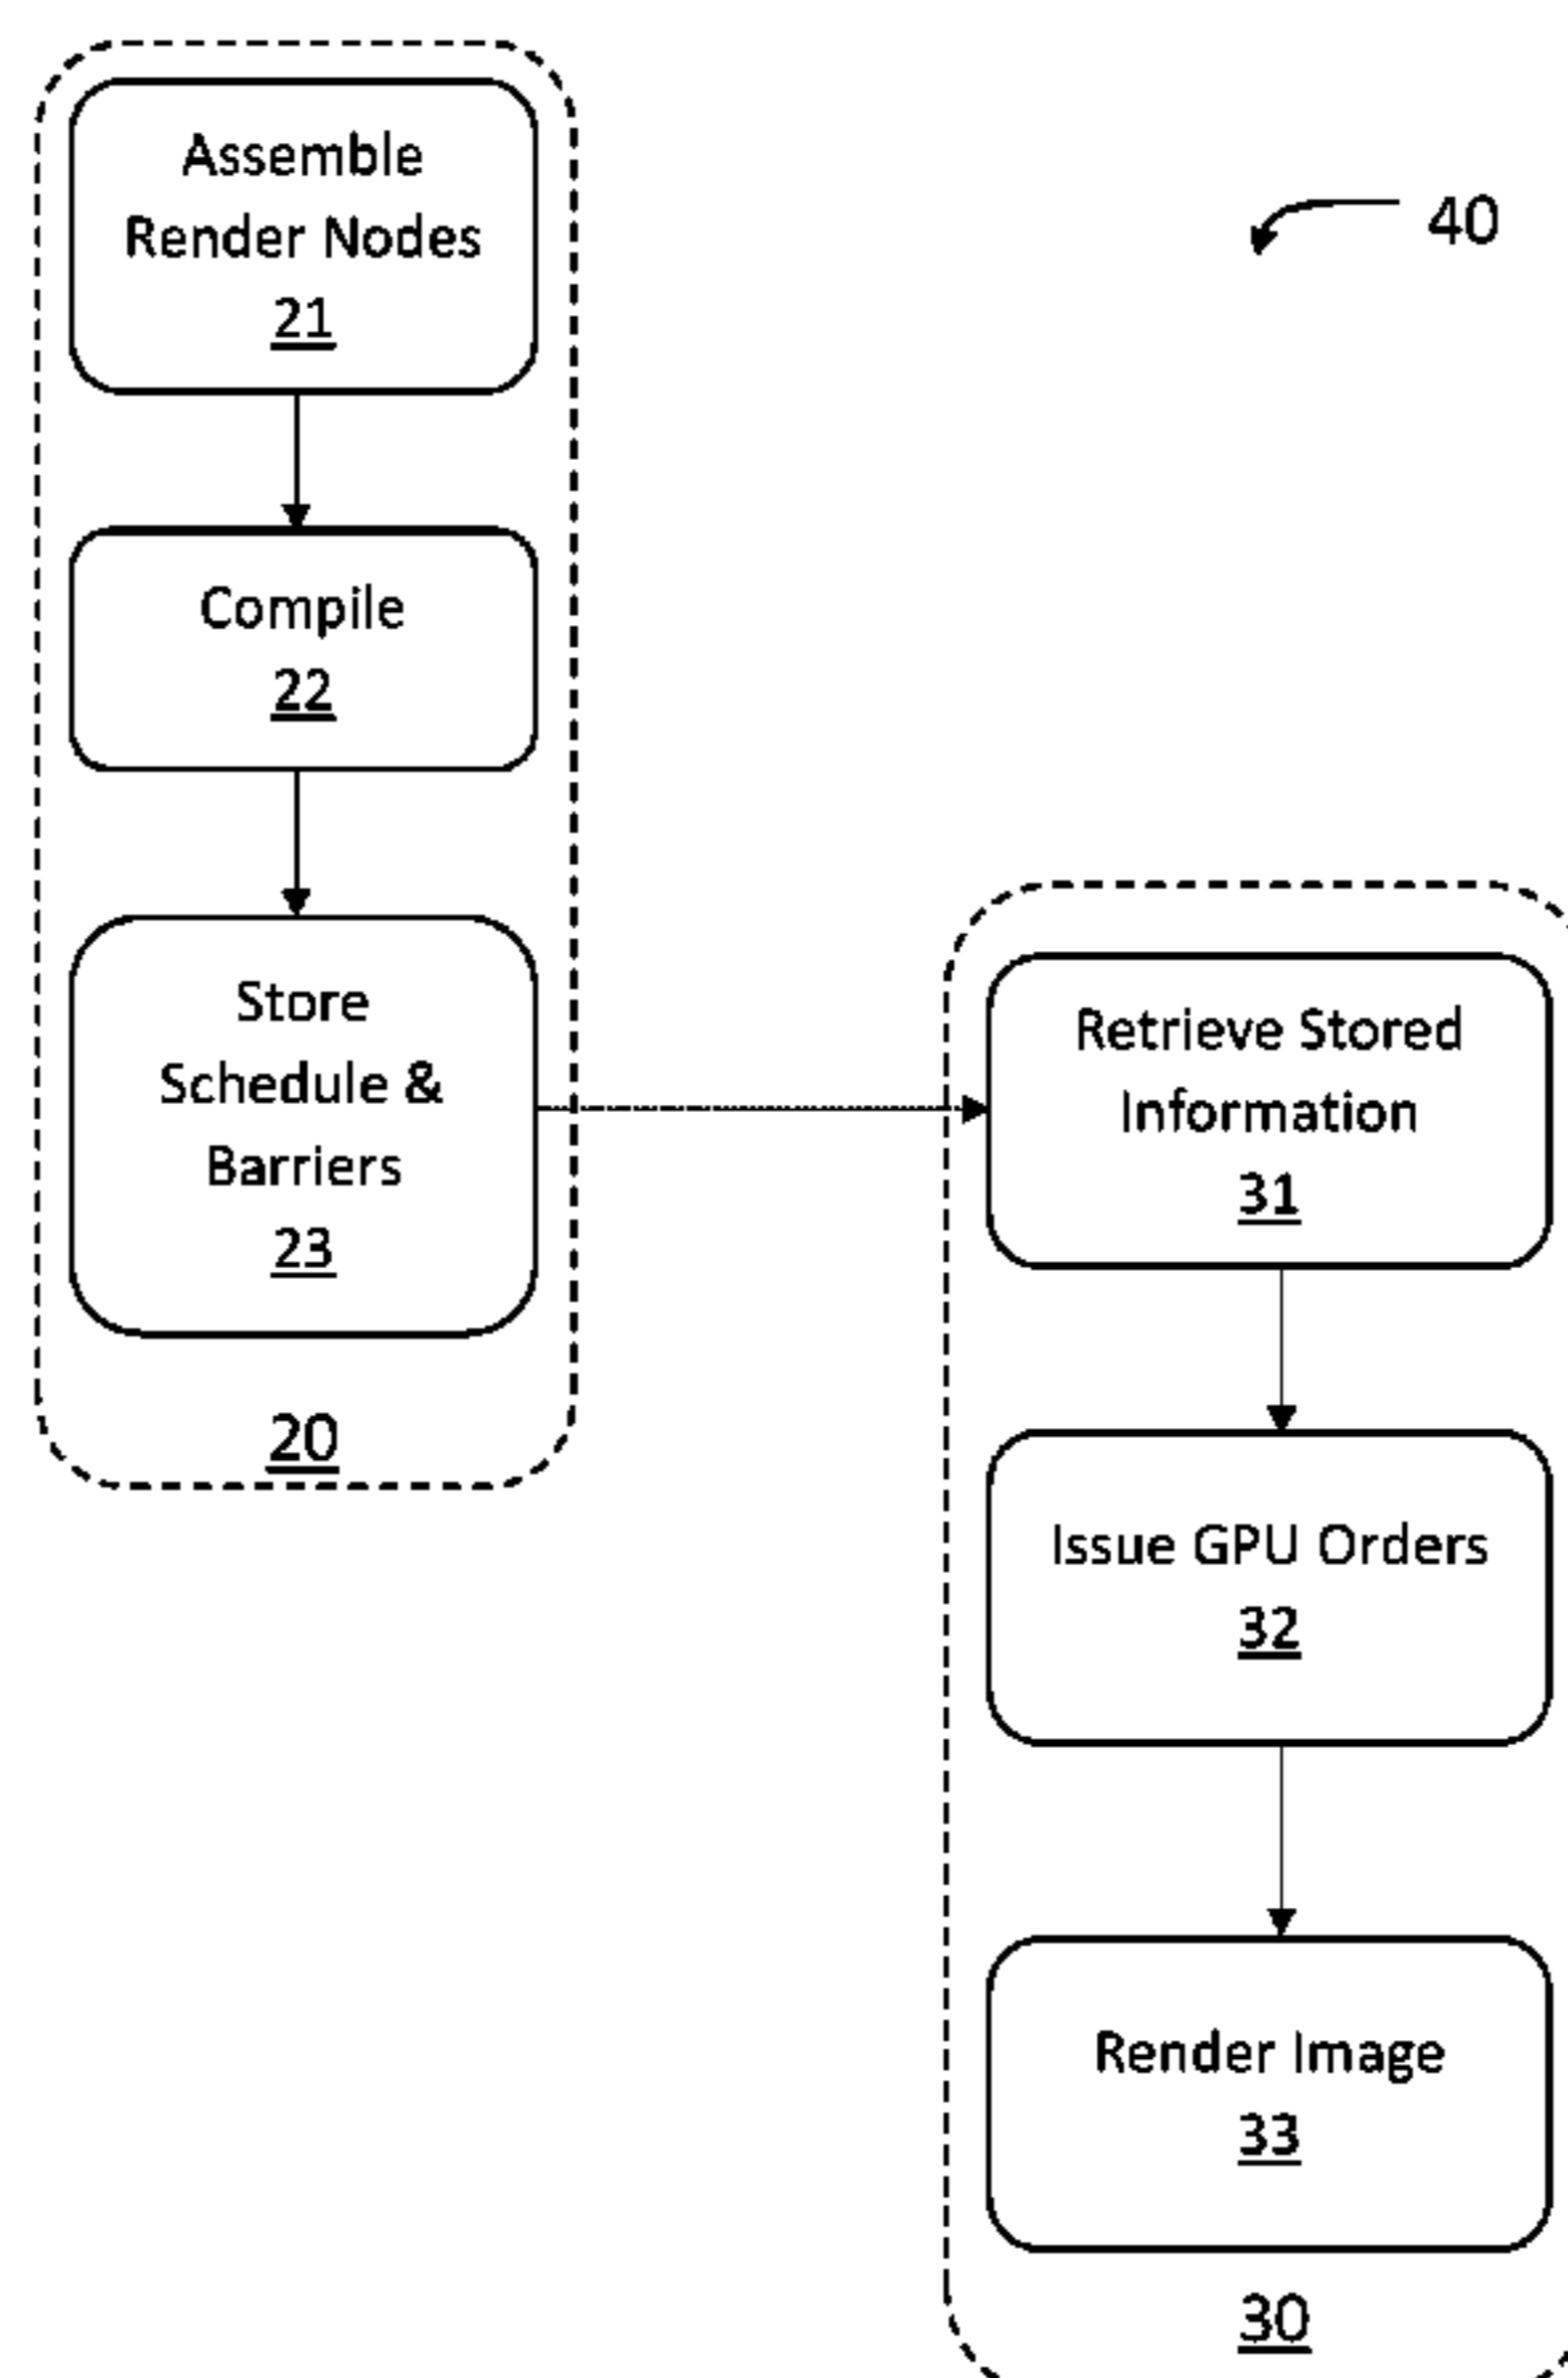 Assemble
Render Nodes
21
40
Compile
22
Store
Schedule &
Barriers
23
20
Retrieve Stored
Information
31
Issue GPU Orders
32
Render Image
33
30